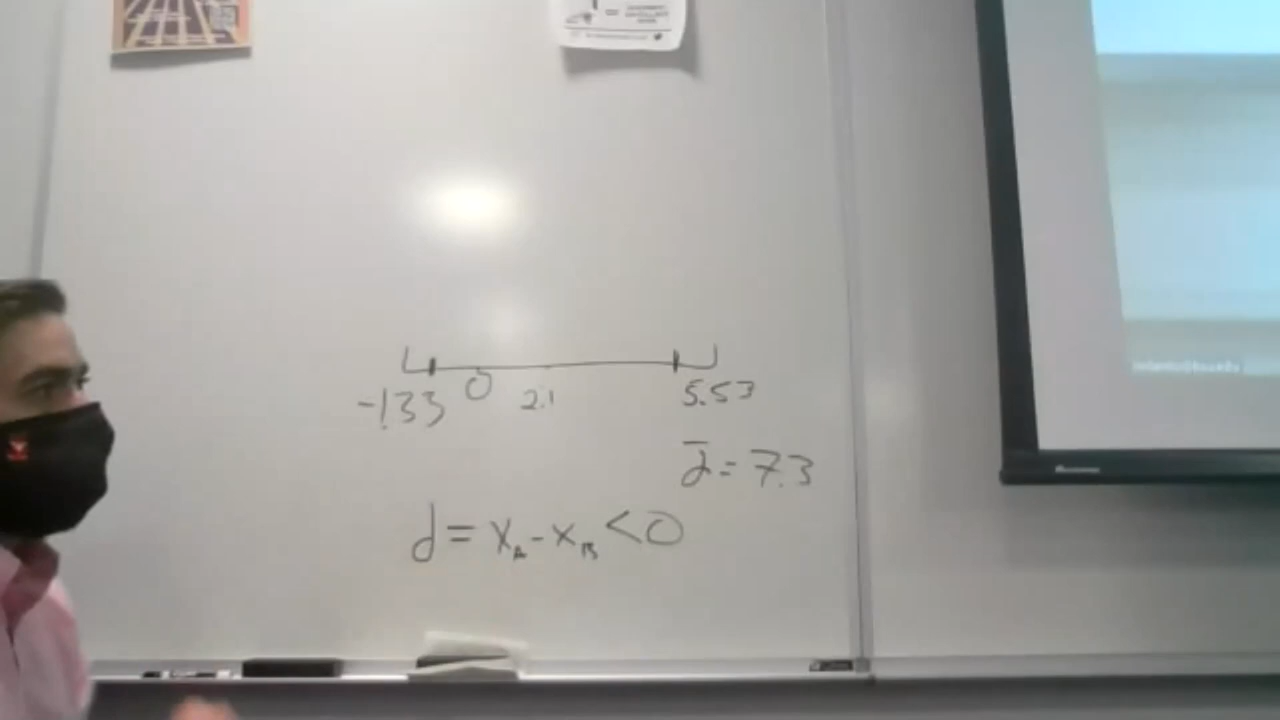 -1.33 0 2.1 5.53
d̄ = 7.3
d = x_A - x_B < 0